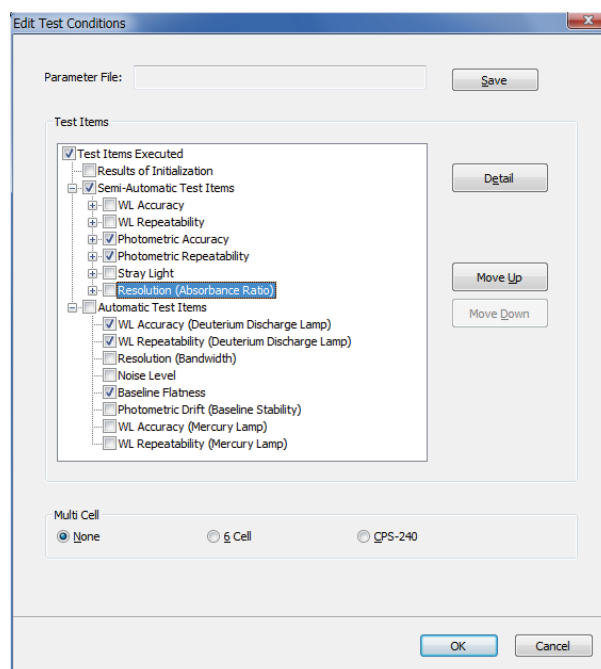 Edit Test Conditions
Parameter File:
Save
Test Items
Test Items Executed
Results of Initialization
Semi-Automatic Test Items
WL Accuracy
WL Repeatability
Photometric Accuracy
Photometric Repeatability
Stray Light
Resolution (Absorbance Ratio)
Automatic Test Items
WL Accuracy (Deuterium Discharge Lamp)
WL Repeatability (Deuterium Discharge Lamp)
Resolution (Bandwidth)
Noise Level
Baseline Flatness
Photometric Drift (Baseline Stability)
WL Accuracy (Mercury Lamp)
WL Repeatability (Mercury Lamp)
Detail
Move Up
Move Down
Multi Cell
None 6 Cell CPS-240
OK Cancel